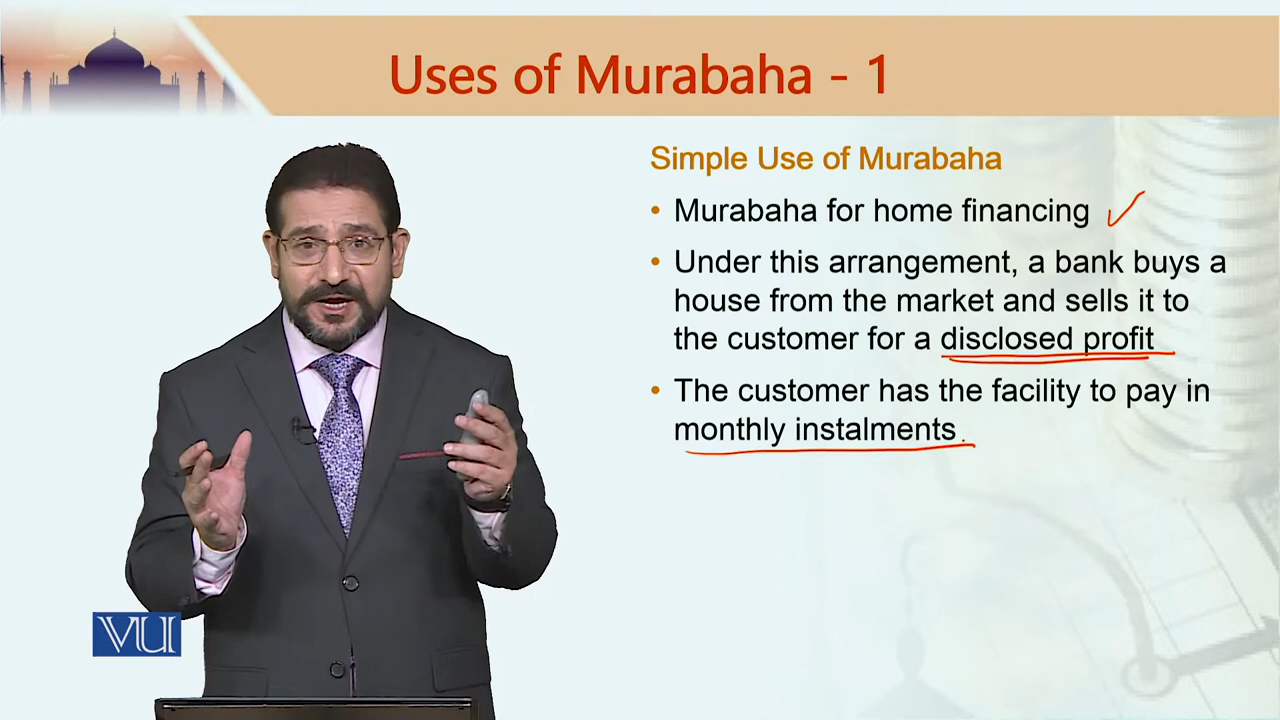 Uses of Murabaha - 1
Simple Use of Murabaha
• Murabaha for home financing
• Under this arrangement, a bank buys a
house from the market and sells it to
the customer for a disclosed profit
• The customer has the facility to pay in
monthly instalments.
VU